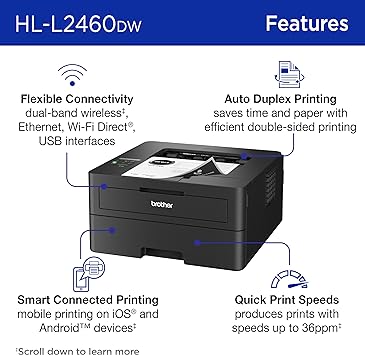 HL-L2460DW
Features
Flexible Connectivity
dual-band wireless‡,
Ethernet, Wi-Fi Direct®,
USB interfaces
Auto Duplex Printing
saves time and paper with
efficient double-sided printing
brother
Smart Connected Printing
mobile printing on iOS® and
Android™ devices‡
Quick Print Speeds
produces prints with
speeds up to 36ppm‡
‡Scroll down to learn more